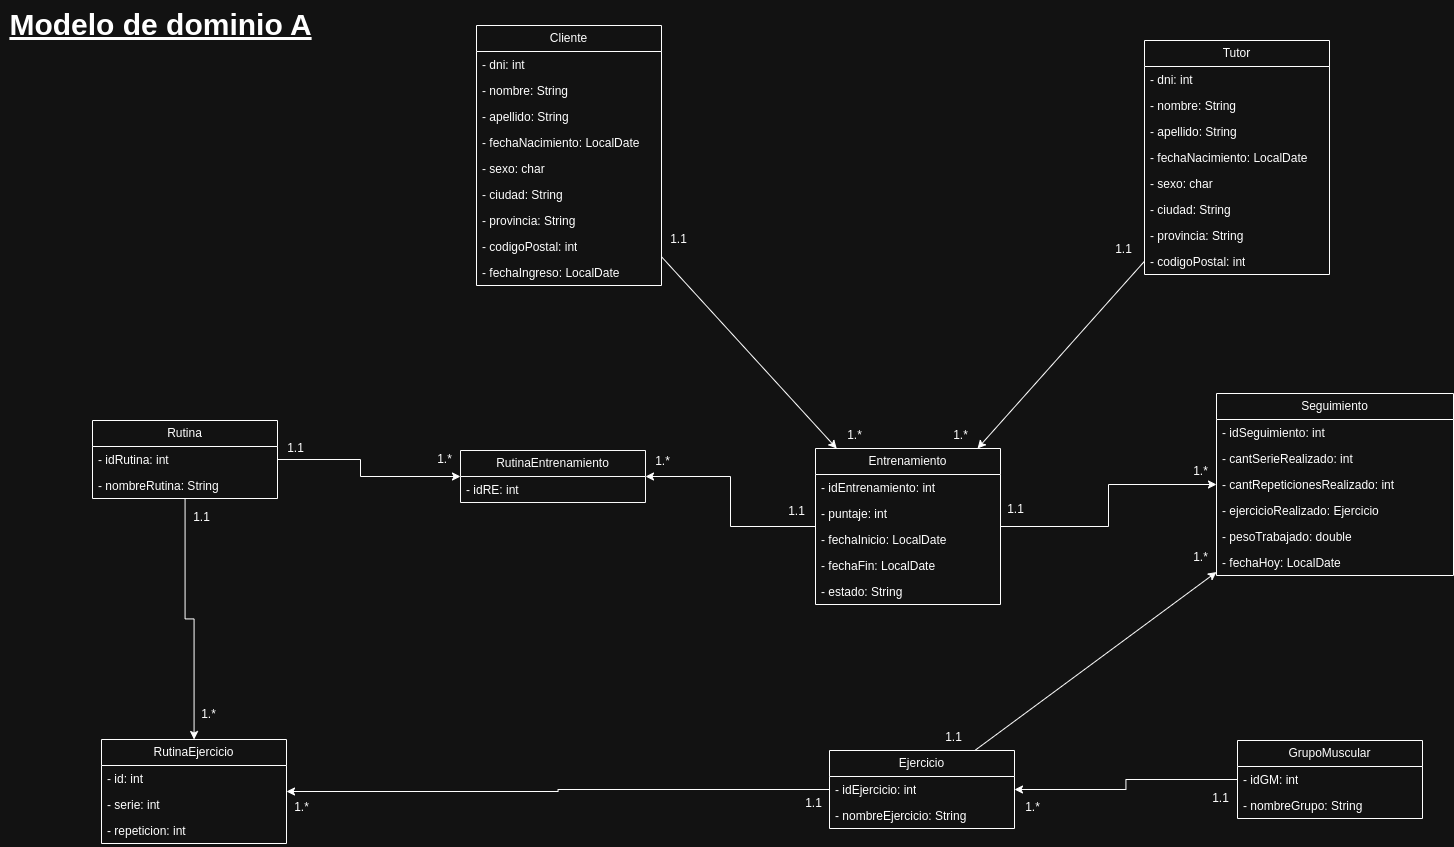 Modelo de dominio A
Cliente
- dni: int
- nombre: String
- apellido: String
- fechaNacimiento: LocalDate
- sexo: char
- ciudad: String
- provincia: String
- codigoPostal: int
- fechaIngreso: LocalDate
1.1
1.*
Tutor
- dni: int
- nombre: String
- apellido: String
- fechaNacimiento: LocalDate
- sexo: char
- ciudad: String
- provincia: String
- codigoPostal: int
1.1
1.*
Rutina
- idRutina: int
- nombreRutina: String
1.1
1.*
1.1
1.*
RutinaEntrenamiento
- idRE: int
1.*
1.1
Entrenamiento
- idEntrenamiento: int
- puntaje: int
- fechaInicio: LocalDate
- fechaFin: LocalDate
- estado: String
1.1
1.*
Seguimiento
- idSeguimiento: int
- cantSerieRealizado: int
- cantRepeticionesRealizado: int
- ejercicioRealizado: Ejercicio
- pesoTrabajado: double
- fechaHoy: LocalDate
1.*
1.1
RutinaEjercicio
- id: int
- serie: int
- repeticion: int
1.*
1.1
Ejercicio
- idEjercicio: int
- nombreEjercicio: String
1.*
1.1
GrupoMuscular
- idGM: int
- nombreGrupo: String